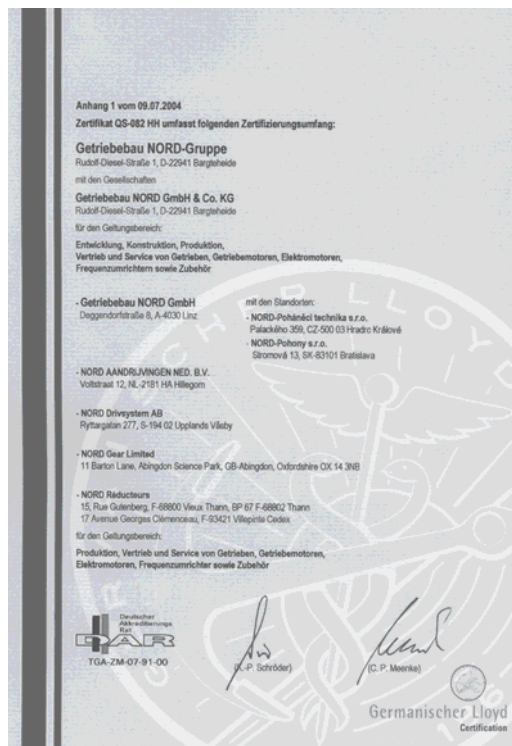 Anhang 1 vom 09.07.2004
Zertifikat QS-082 HH umfasst folgenden Zertifizierungsumfang:
Getriebebau NORD-Gruppe
Rudolf-Diesel-Straße 1, D-22941 Bargteheide
mit den Gesellschaften
Getriebebau NORD GmbH & Co. KG
Rudolf-Diesel-Straße 1, D-22941 Bargteheide
für den Geltungsbereich:
Entwicklung, Konstruktion, Produktion,
Vertrieb und Service von Getrieben, Getriebemotoren, Elektromotoren,
Frequenzumrichtern sowie Zubehör
- Getriebebau NORD GmbH
Deggendorfstraße 8, A-4030 Linz
mit den Standorten:
- NORD-Poháněcí technika s.r.o.
Palackého 359, CZ-500 03 Hradec Králové
- NORD-Pohony s.r.o.
Stromová 13, SK-83101 Bratislava
- NORD AANDRIJVINGEN NED. B.V.
Voltstraat 12, NL-2181 HA Hillegom
- NORD Drivsystem AB
Ryttargatan 277, S-194 02 Upplands Väsby
- NORD Gear Limited
11 Barton Lane, Abingdon Science Park, GB-Abingdon, Oxfordshire OX 14 3NB
- NORD Réducteurs
15, Rue Gutenberg, F-68800 Vieux Thann, BP 67 F-68802 Thann
17 Avenue Georges Clémenceau, F-93421 Villepinte Cedex
für den Geltungsbereich:
Produktion, Vertrieb und Service von Getrieben, Getriebemotoren,
Elektromotoren, Frequenzumrichter sowie Zubehör
Deutscher
Akkreditierungs
Rat
DAR
TGA-ZM-07-91-00
(K.-P. Schröder)
(C. P. Meenke)
Germanischer Lloyd
Certification
GERMANISCHER LLOYD